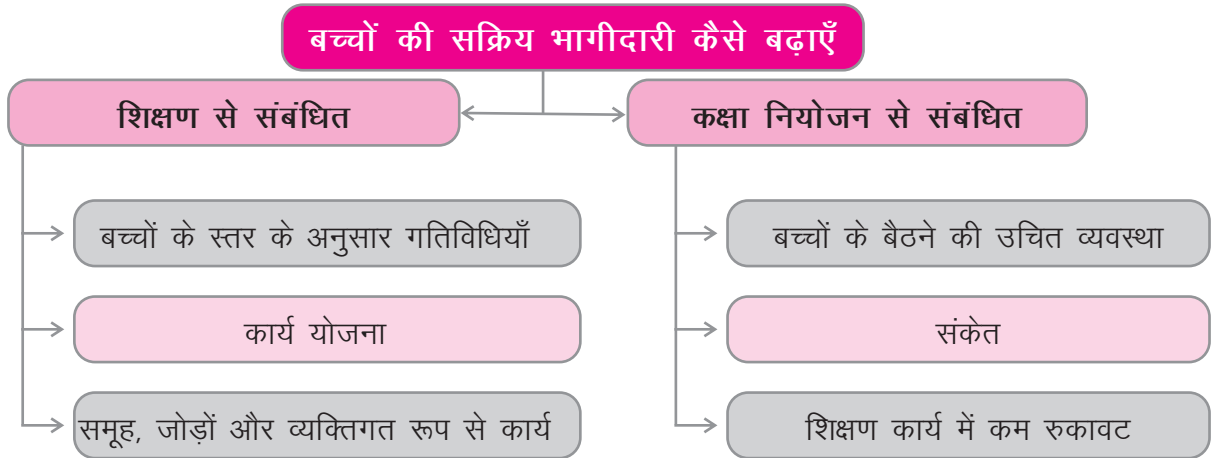 बच्चों की सक्रिय भागीदारी कैसे बढ़ाएँ
शिक्षण से संबंधित
कक्षा नियोजन से संबंधित
बच्चों के स्तर के अनुसार गतिविधियाँ
बच्चों के बैठने की उचित व्यवस्था
कार्य योजना
संकेत
समूह, जोड़ों और व्यक्तिगत रूप से कार्य
शिक्षण कार्य में कम रुकावट